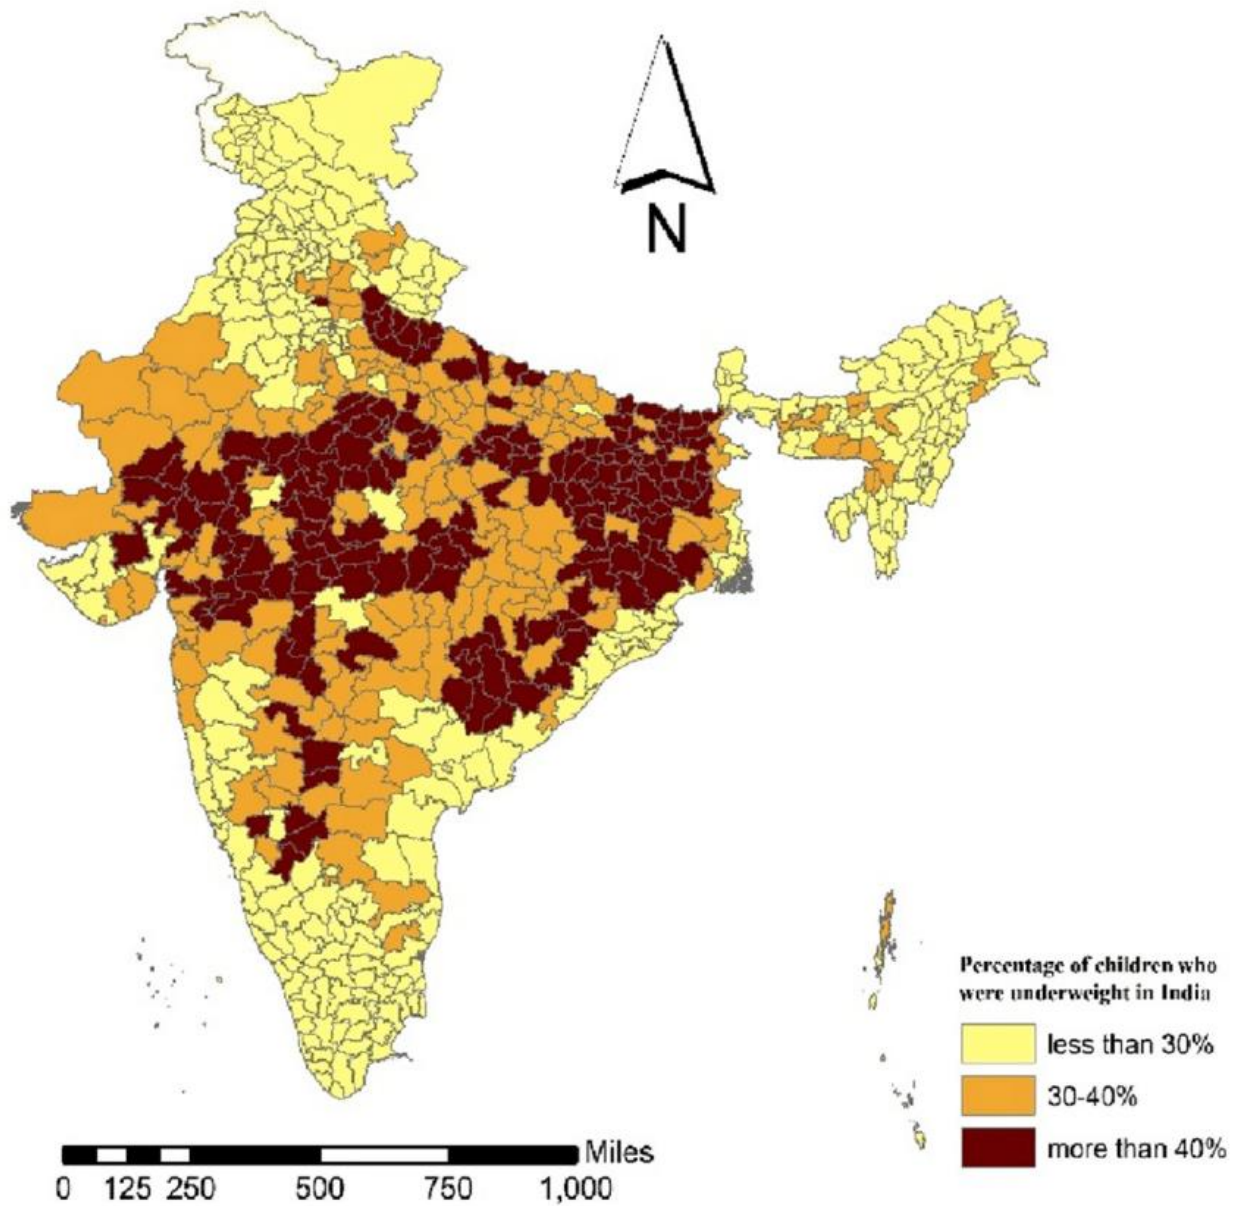 N
Percentage of children who
were underweight in India
less than 30%
30-40%
more than 40%
Miles
0 125 250 500 750 1,000